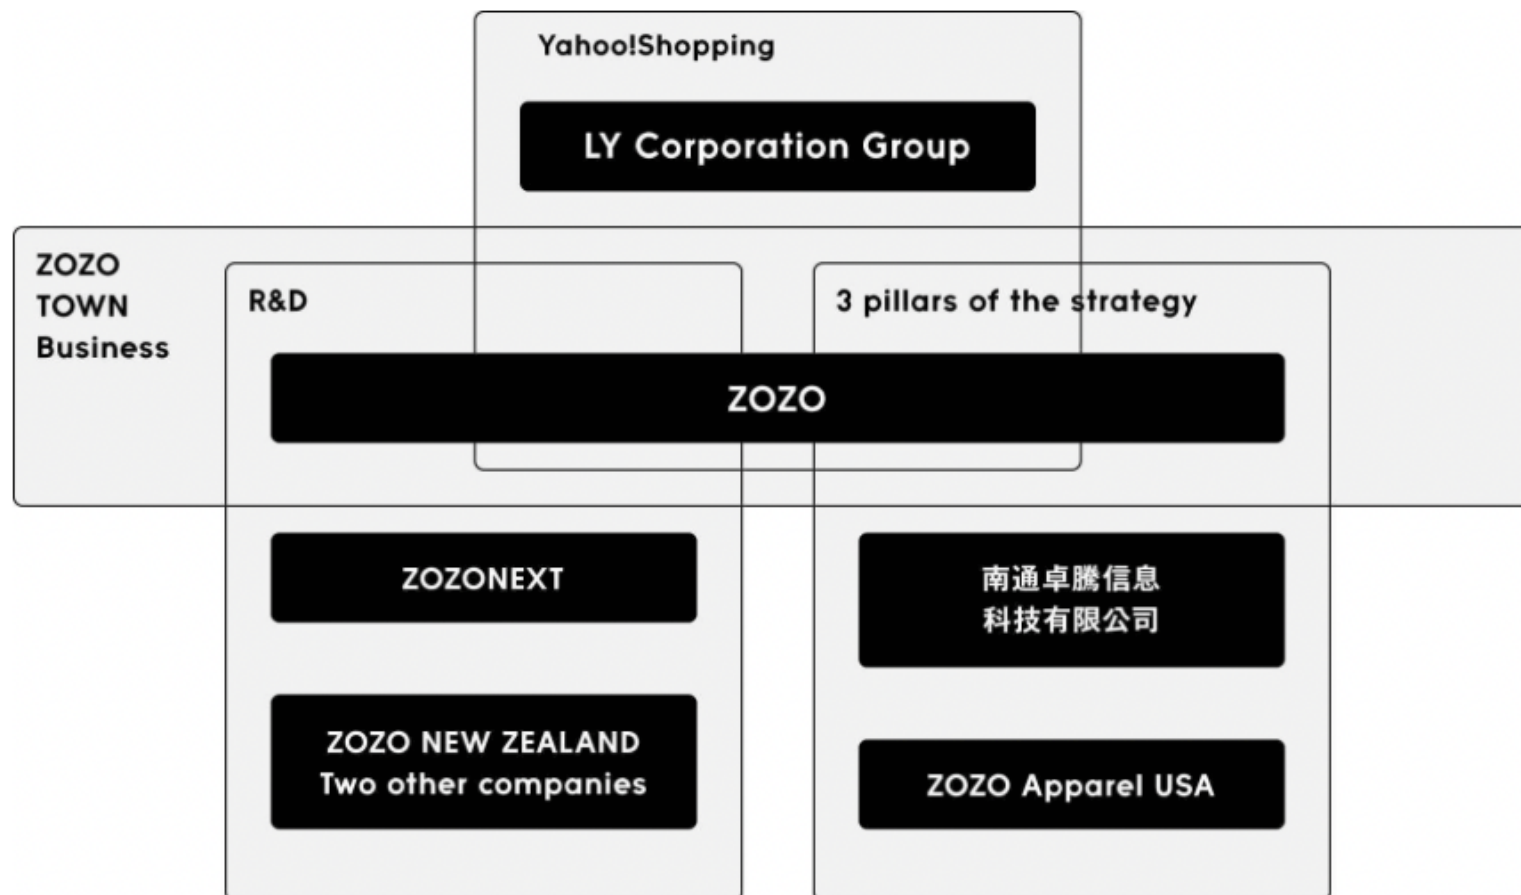 Yahoo!Shopping
LY Corporation Group
ZOZO
TOWN
Business
R&D
3 pillars of the strategy
ZOZO
ZOZONEXT
南通卓騰信息
科技有限公司
ZOZO NEW ZEALAND
Two other companies
ZOZO Apparel USA